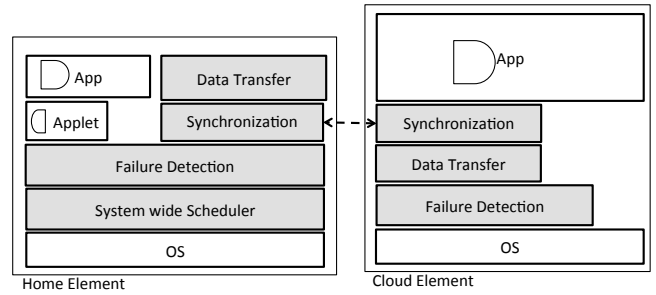 App
Data Transfer
Applet
Synchronization
Failure Detection
System wide Scheduler
OS
Home Element
App
Synchronization
Data Transfer
Failure Detection
OS
Cloud Element